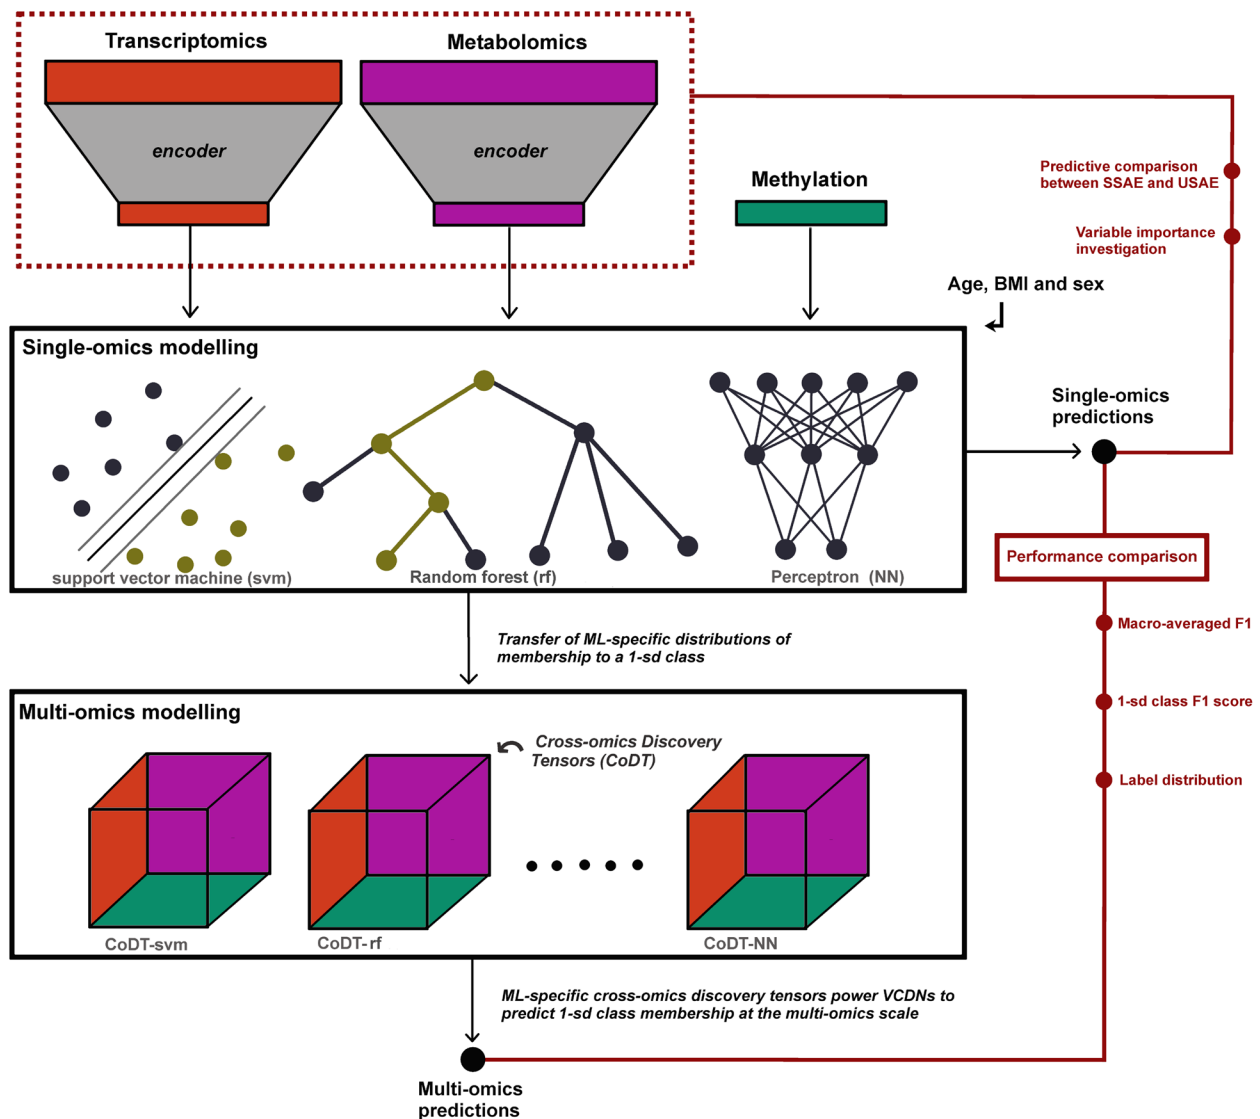 Transcriptomics
Metabolomics
encoder
encoder
Predictive comparison
between SSAE and USAE
Methylation
Variable importance
investigation
Age, BMI and sex
Single-omics modelling
Single-omics
predictions
support vector machine (svm)
Random forest (rf)
Perceptron (NN)
Performance comparison
Transfer of ML-specific distributions of
membership to a 1-sd class
Macro-averaged F1
1-sd class F1 score
Label distribution
Multi-omics modelling
Cross-omics Discovery
Tensors (CoDT)
CoDT-svm
CoDT-rf
CoDT-NN
ML-specific cross-omics discovery tensors power VCDNs to
predict 1-sd class membership at the multi-omics scale
Multi-omics
predictions